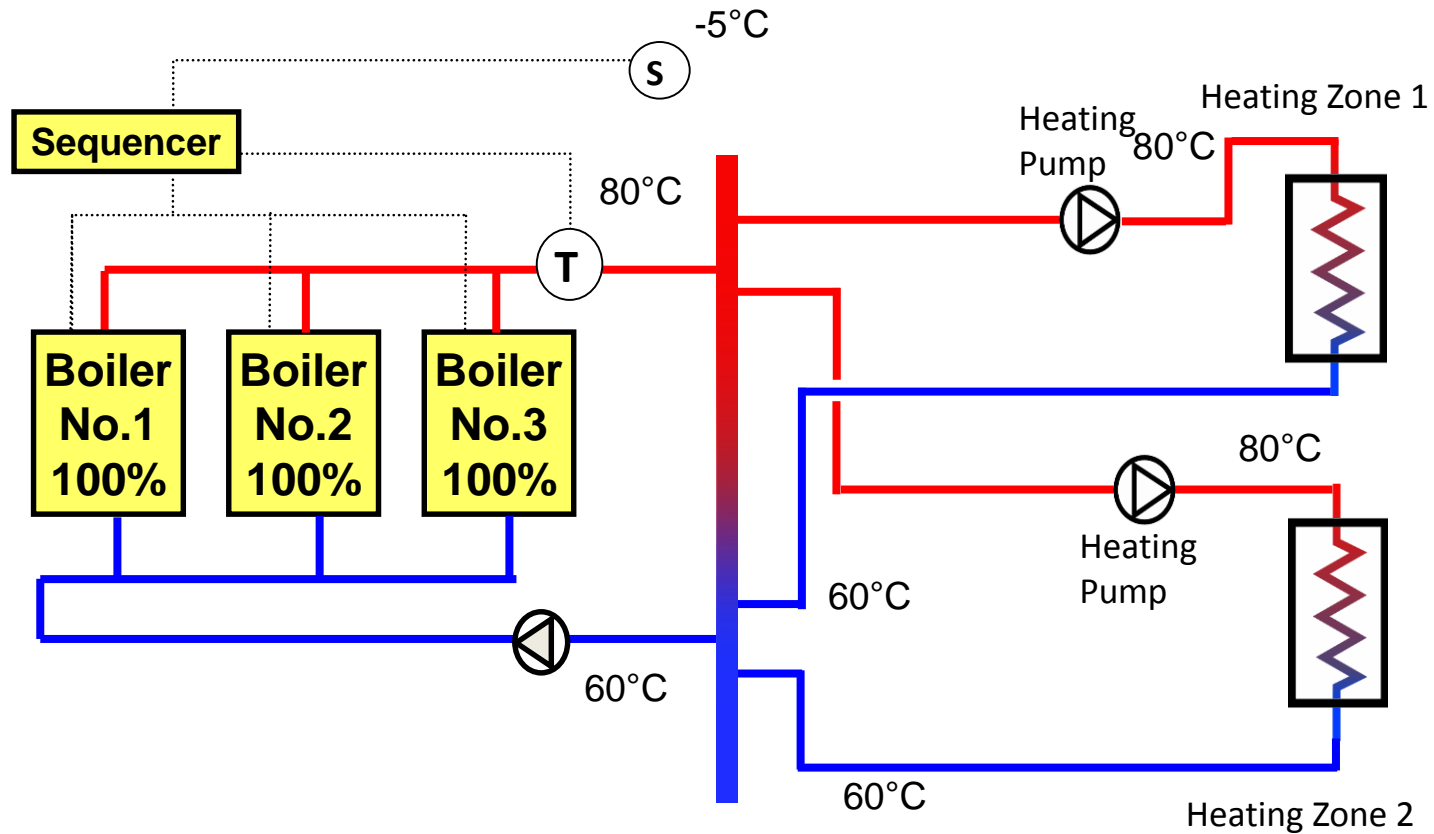 -5°C
S
Sequencer
Heating Zone 1
Heating
Pump
80°C
80°C
T
Boiler
No.1
100%
Boiler
No.2
100%
Boiler
No.3
100%
80°C
Heating
Pump
60°C
60°C
60°C
Heating Zone 2